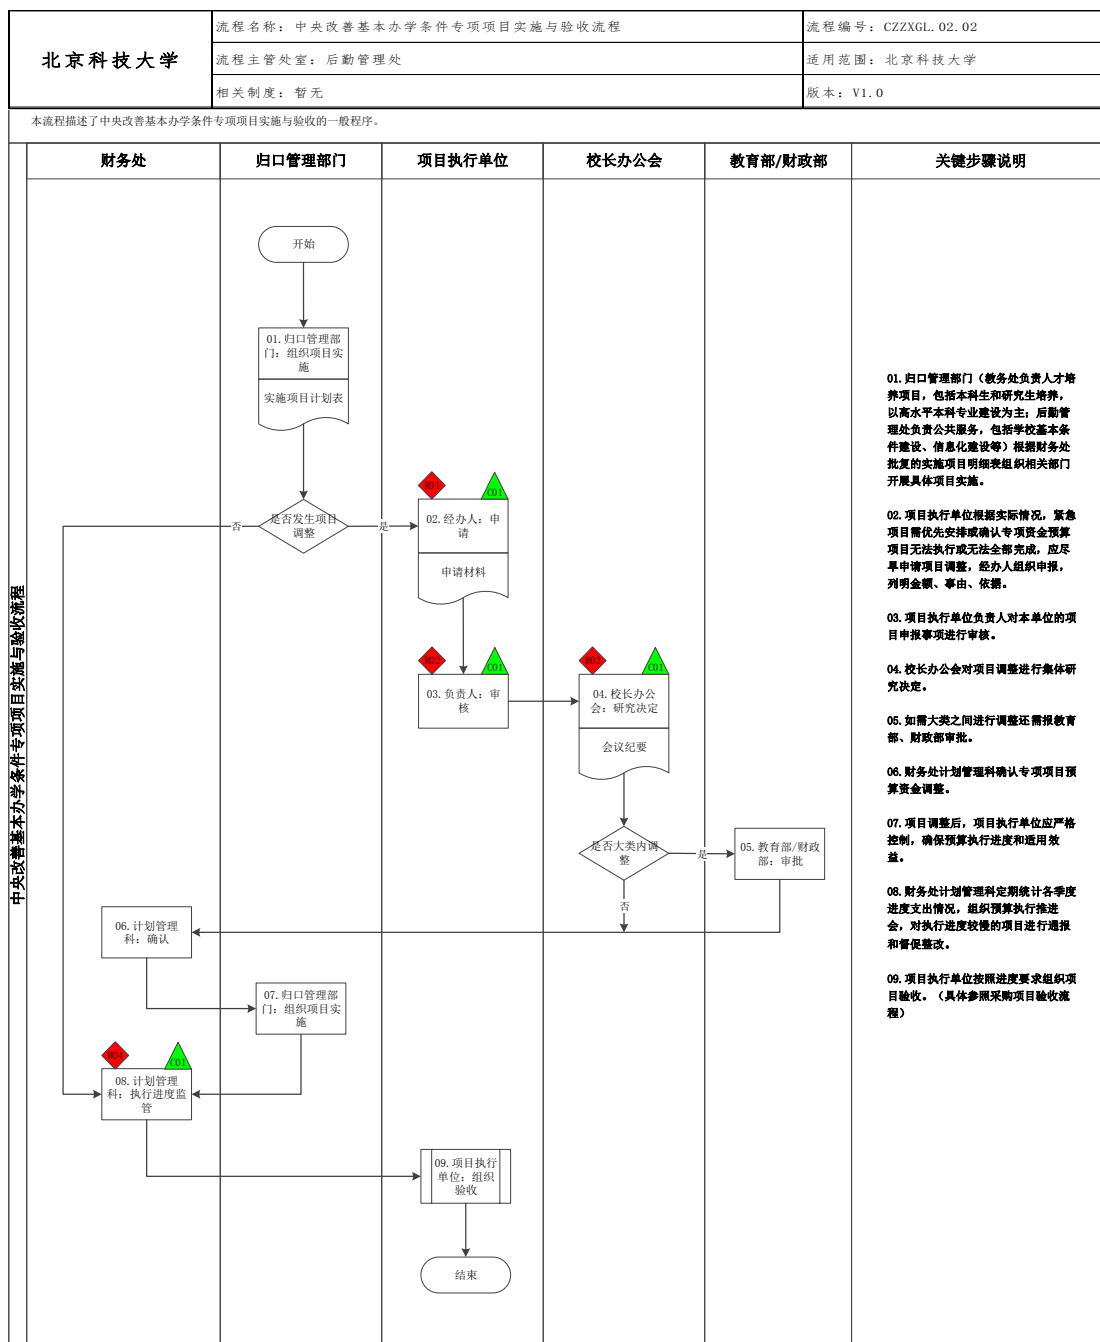 北京科技大学
流程名称：中央改善基本办学条件专项项目实施与验收流程
流程编号：CZZXGL.02.02
流程主管处室：后勤管理处
适用范围：北京科技大学
相关制度：暂无
版本：V1.0
本流程描述了中央改善基本办学条件专项项目实施与验收的一般程序。
中央改善基本办学条件专项项目实施与验收流程
财务处
归口管理部门
项目执行单位
校长办公会
教育部/财政部
关键步骤说明
开始
01.归口管理部
门：组织项目实
施
实施项目计划表
是否发生项目
调整
否
是
R01
C01
02.经办人：申
请
申请材料
R02
C01
03.负责人：审
核
R03
C01
04.校长办公
会：研究决定
会议纪要
是否大类内调
整
是
否
05.教育部/财政
部：审批
06.计划管理
科：确认
07.归口管理部
门：组织项目实
施
R04
C01
08.计划管理
科：执行进度监
管
09.项目执行
单位：组织
验收
结束
01.归口管理部门（教务处负责人才培
养项目，包括本科生和研究生培养，
以高水平本科专业建设为主；后勤管
理处负责公共服务，包括学校基本条
件建设、信息化建设等）根据财务处
批复的实施项目明细表组织相关部门
开展具体项目实施。
02.项目执行单位根据实际情况，紧急
项目需优先安排或确认专项资金预算
项目无法执行或无法全部完成，应尽
早申请项目调整，经办人组织申报，
列明金额、事由、依据。
03.项目执行单位负责人对本单位的项
目申报事项进行审核。
04.校长办公会对项目调整进行集体研
究决定。
05.如需大类之间进行调整还需报教育
部、财政部审批。
06.财务处计划管理科确认专项项目预
算资金调整。
07.项目调整后，项目执行单位应严格
控制，确保预算执行进度和适用效
益。
08.财务处计划管理科定期统计各季度
进度支出情况，组织预算执行推进
会，对执行进度较慢的项目进行通报
和督促整改。
09.项目执行单位按照进度要求组织项
目验收。（具体参照采购项目验收流
程）